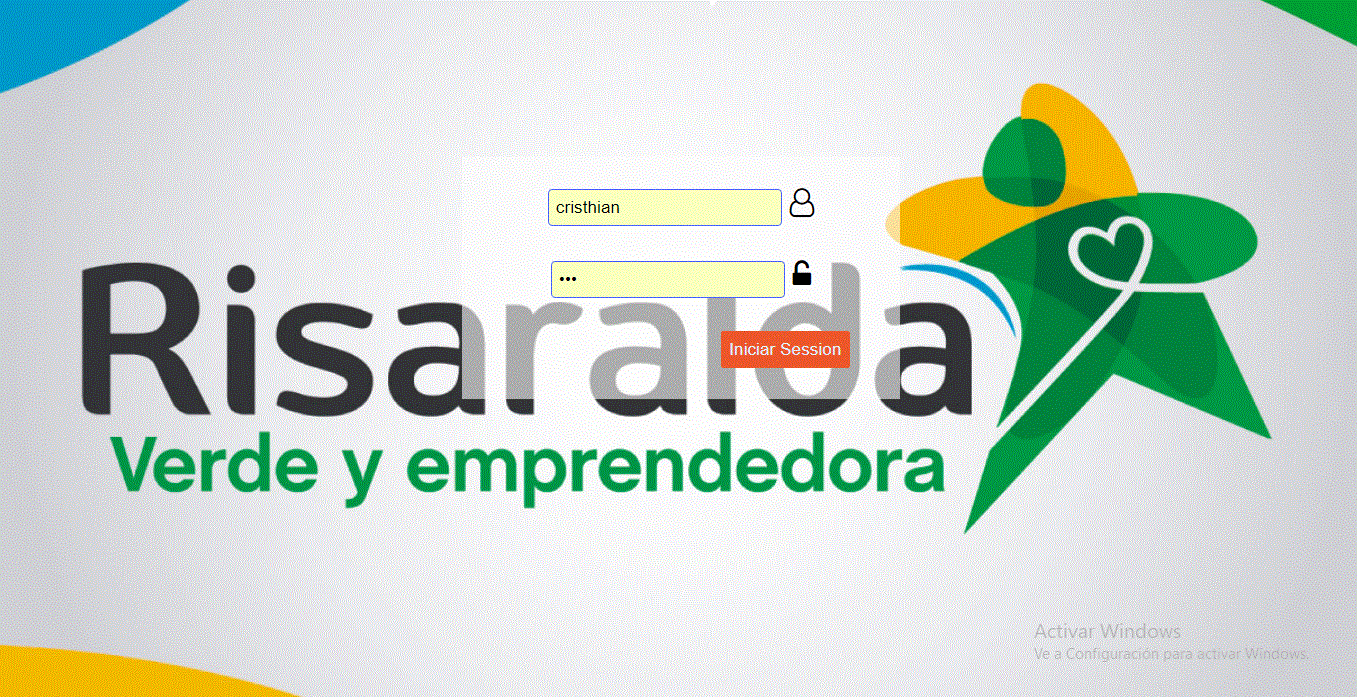 cristhian
•••
Iniciar Session
Risaralda
Verde y emprendedora
Activar Windows
Ve a Configuración para activar Windows.